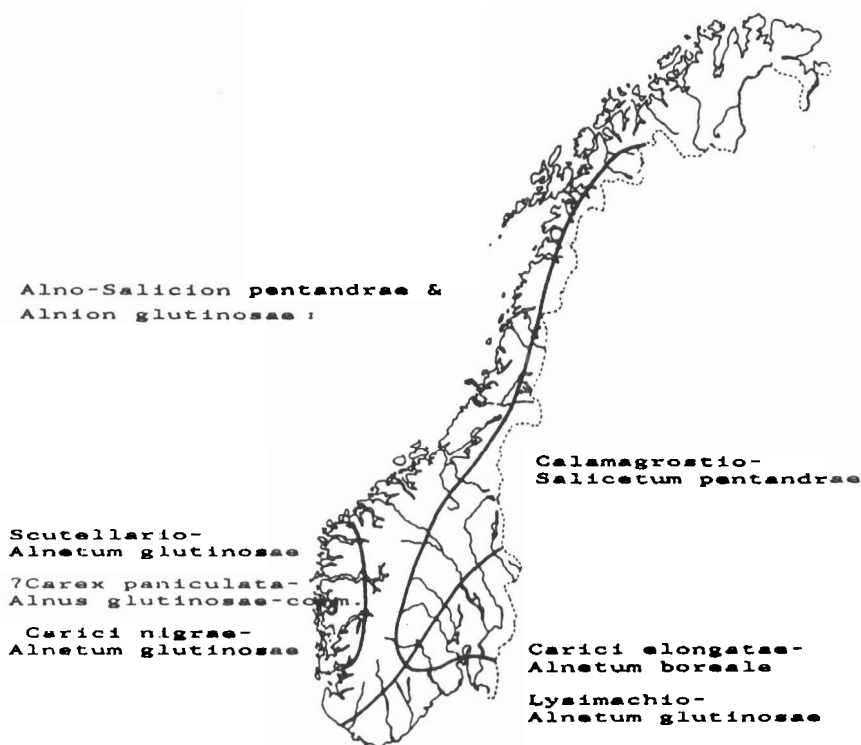 Alno-Salicion pentandrae &
Alnion glutinosae :
Calamagrostio-
Salicetum pentandrae
Scutellario-
Alnetum glutinosae
?Carex paniculata-
Alnus glutinosae-comm.
Carici nigrae-
Alnetum glutinosae
Carici elongatae-
Alnetum boreale
Lysimachio-
Alnetum glutinosae